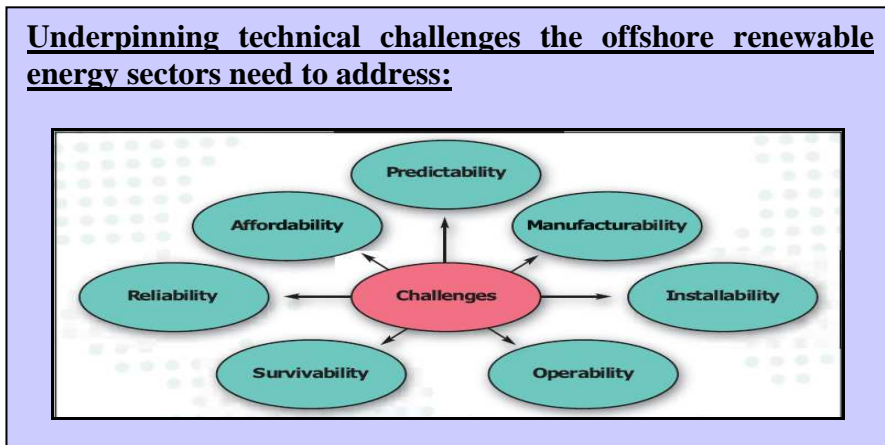 Underpinning technical challenges the offshore renewable
energy sectors need to address:
Predictability
Affordability
Manufacturability
Reliability
Challenges
Installability
Survivability
Operability